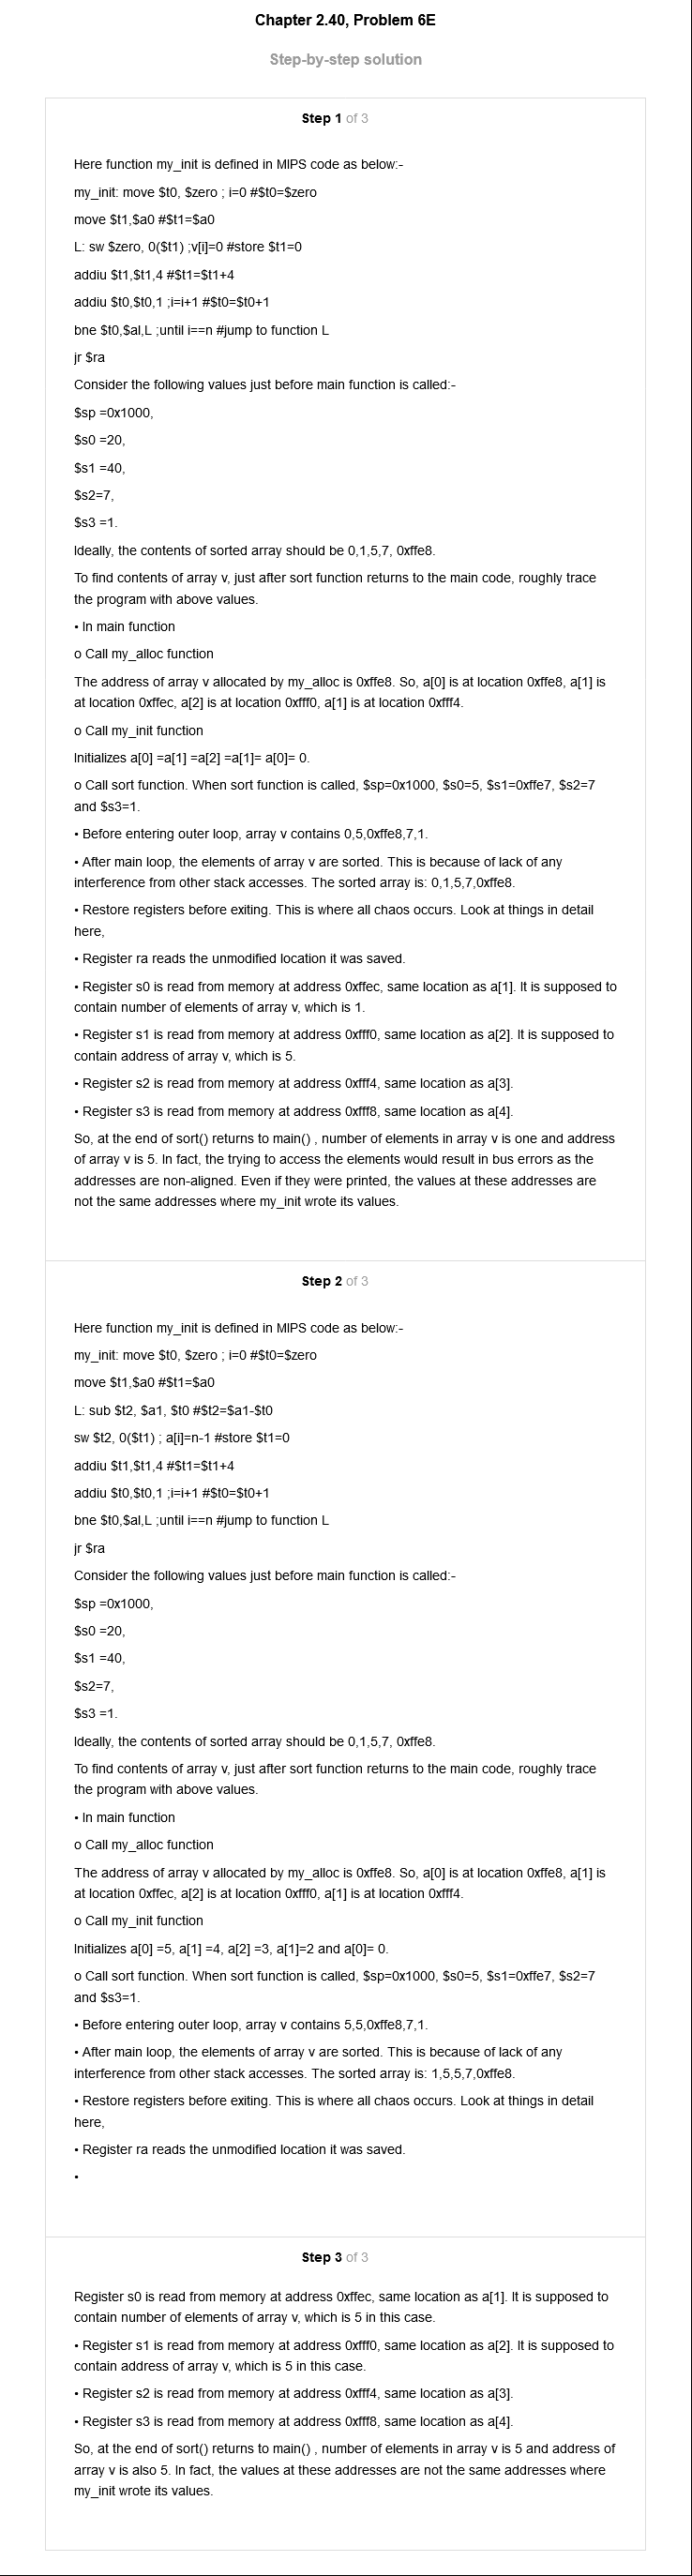 Chapter 2.40, Problem 6E
Step-by-step solution
Step 1 of 3
Here function my_init is defined in MIPS code as below:-
my_init: move $t0, $zero ; i=0 #$t0=$zero
move $t1,$a0 #$t1=$a0
L: sw $zero, 0($t1) ;v[i]=0 #store $t1=0
addiu $t1,$t1,4 #$t1=$t1+4
addiu $t0,$t0,1 ;i=i+1 #$t0=$t0+1
bne $t0,$al,L ;until i==n #jump to function L
jr $ra
Consider the following values just before main function is called:-
$sp =0x1000,
$s0 =20,
$s1 =40,
$s2=7,
$s3 =1.
Ideally, the contents of sorted array should be 0,1,5,7, 0xffe8.
To find contents of array v, just after sort function returns to the main code, roughly trace
the program with above values.
• In main function
o Call my_alloc function
The address of array v allocated by my_alloc is 0xffe8. So, a[0] is at location 0xffe8, a[1] is
at location 0xffec, a[2] is at location 0xfff0, a[1] is at location 0xfff4.
o Call my_init function
Initializes a[0] =a[1] =a[2] =a[1]= a[0]= 0.
o Call sort function. When sort function is called, $sp=0x1000, $s0=5, $s1=0xffe7, $s2=7
and $s3=1.
• Before entering outer loop, array v contains 0,5,0xffe8,7,1.
• After main loop, the elements of array v are sorted. This is because of lack of any
interference from other stack accesses. The sorted array is: 0,1,5,7,0xffe8.
• Restore registers before exiting. This is where all chaos occurs. Look at things in detail
here,
• Register ra reads the unmodified location it was saved.
• Register s0 is read from memory at address 0xffec, same location as a[1]. It is supposed to
contain number of elements of array v, which is 1.
• Register s1 is read from memory at address 0xfff0, same location as a[2]. It is supposed to
contain address of array v, which is 5.
• Register s2 is read from memory at address 0xfff4, same location as a[3].
• Register s3 is read from memory at address 0xfff8, same location as a[4].
So, at the end of sort() returns to main() , number of elements in array v is one and address
of array v is 5. In fact, the trying to access the elements would result in bus errors as the
addresses are non-aligned. Even if they were printed, the values at these addresses are
not the same addresses where my_init wrote its values.
Step 2 of 3
Here function my_init is defined in MIPS code as below:-
my_init: move $t0, $zero ; i=0 #$t0=$zero
move $t1,$a0 #$t1=$a0
L: sub $t2, $a1, $t0 #$t2=$a1-$t0
sw $t2, 0($t1) ; a[i]=n-1 #store $t1=0
addiu $t1,$t1,4 #$t1=$t1+4
addiu $t0,$t0,1 ;i=i+1 #$t0=$t0+1
bne $t0,$al,L ;until i==n #jump to function L
jr $ra
Consider the following values just before main function is called:-
$sp =0x1000,
$s0 =20,
$s1 =40,
$s2=7,
$s3 =1.
Ideally, the contents of sorted array should be 0,1,5,7, 0xffe8.
To find contents of array v, just after sort function returns to the main code, roughly trace
the program with above values.
• In main function
o Call my_alloc function
The address of array v allocated by my_alloc is 0xffe8. So, a[0] is at location 0xffe8, a[1] is
at location 0xffec, a[2] is at location 0xfff0, a[1] is at location 0xfff4.
o Call my_init function
Initializes a[0] =5, a[1] =4, a[2] =3, a[1]=2 and a[0]= 0.
o Call sort function. When sort function is called, $sp=0x1000, $s0=5, $s1=0xffe7, $s2=7
and $s3=1.
• Before entering outer loop, array v contains 5,5,0xffe8,7,1.
• After main loop, the elements of array v are sorted. This is because of lack of any
interference from other stack accesses. The sorted array is: 1,5,5,7,0xffe8.
• Restore registers before exiting. This is where all chaos occurs. Look at things in detail
here,
• Register ra reads the unmodified location it was saved.
•
Step 3 of 3
Register s0 is read from memory at address 0xffec, same location as a[1]. It is supposed to
contain number of elements of array v, which is 5 in this case.
• Register s1 is read from memory at address 0xfff0, same location as a[2]. It is supposed to
contain address of array v, which is 5 in this case.
• Register s2 is read from memory at address 0xfff4, same location as a[3].
• Register s3 is read from memory at address 0xfff8, same location as a[4].
So, at the end of sort() returns to main() , number of elements in array v is 5 and address of
array v is also 5. In fact, the values at these addresses are not the same addresses where
my_init wrote its values.